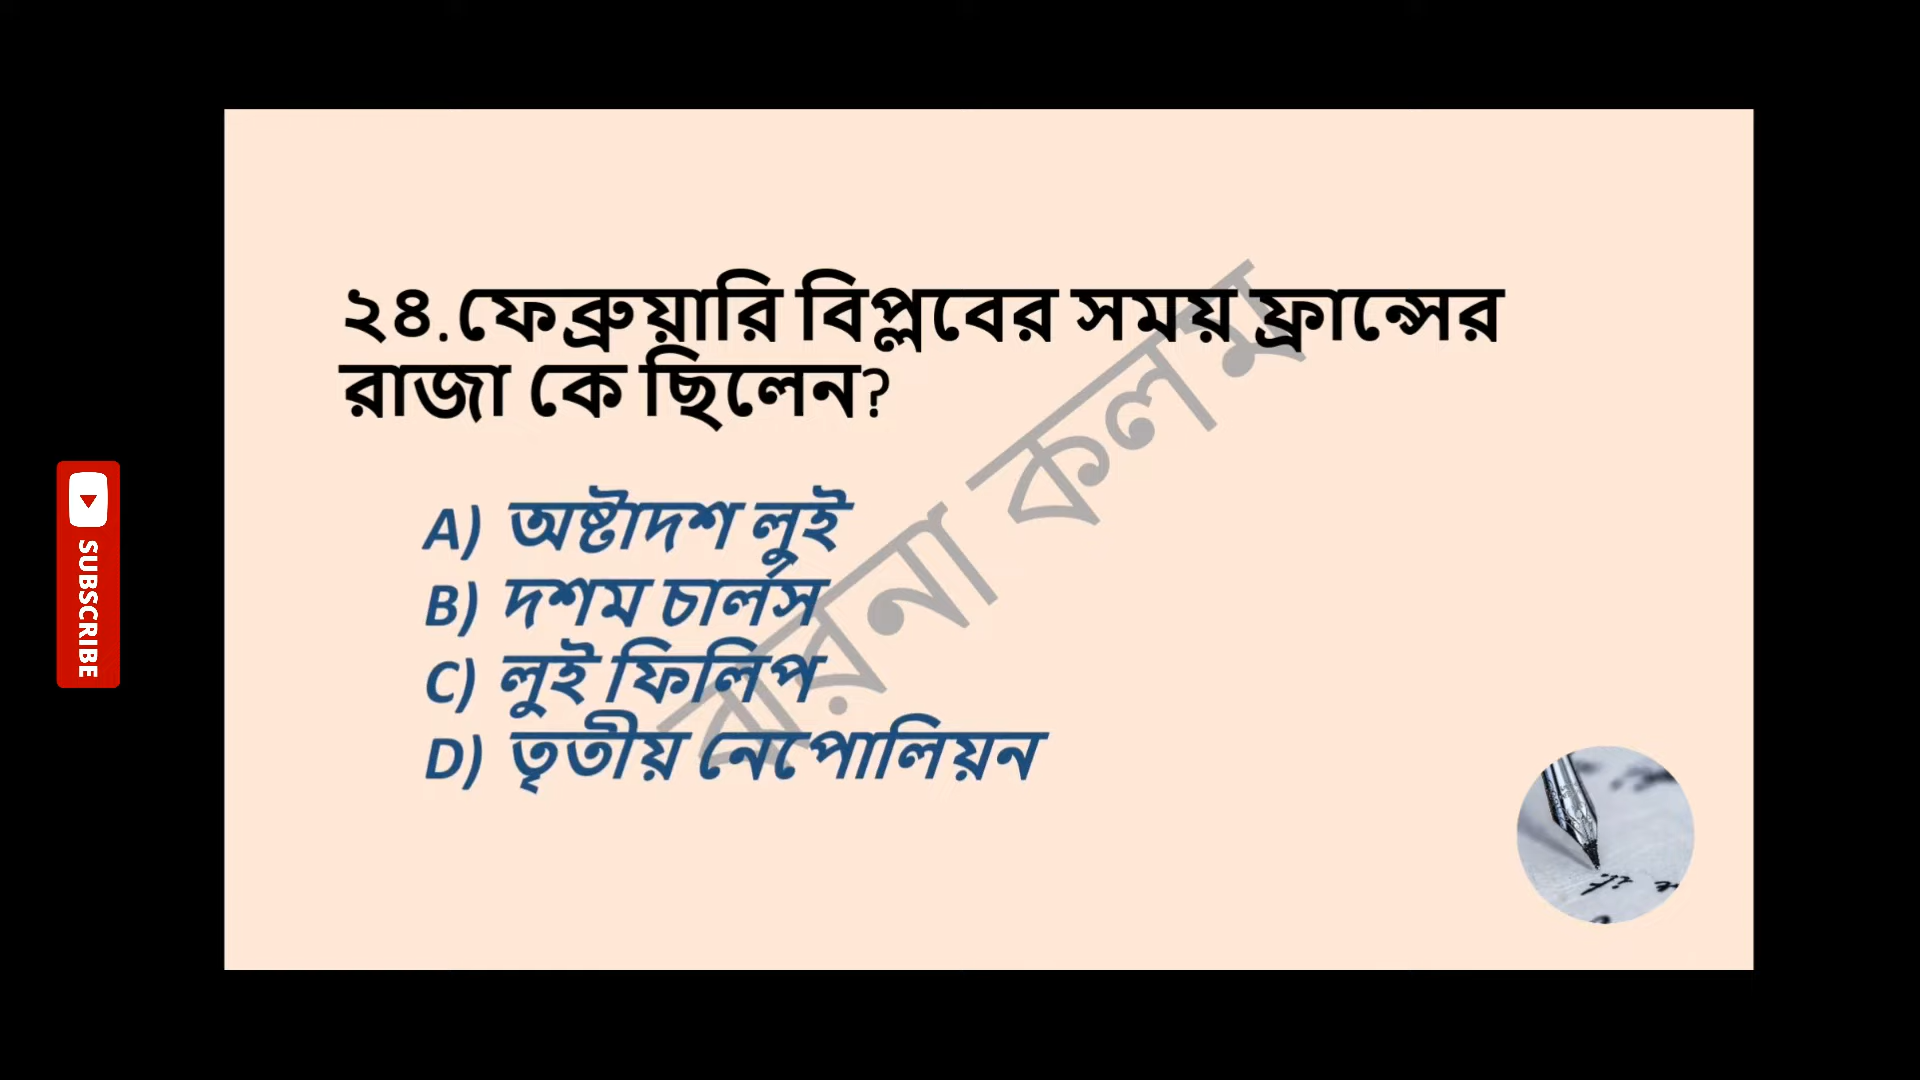 ২৪.ফেব্রুয়ারি বিপ্লবের সময় ফ্রান্সের
রাজা কে ছিলেন?
A) অষ্টাদশ লুই
B) দশম চার্লস
C) লুই ফিলিপ
D) তৃতীয় নেপোলিয়ন
SUBSCRIBE